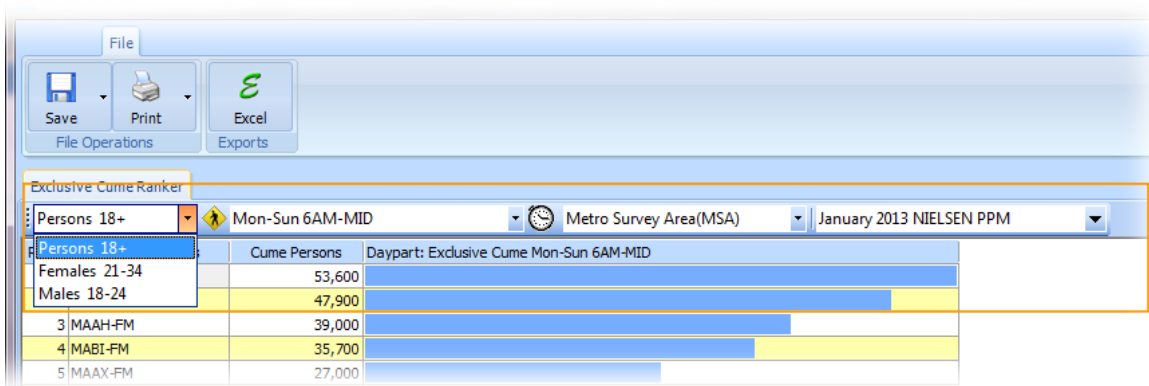 File
Save Print Excel
File Operations Exports
Exclusive Cume Ranker
Persons 18+ Mon-Sun 6AM-MID Metro Survey Area(MSA) January 2013 NIELSEN PPM
Persons 18+
Females 21-34
Males 18-24
Cume Persons Daypart: Exclusive Cume Mon-Sun 6AM-MID
53,600
47,900
3 MAAH-FM 39,000
4 MABI-FM 35,700
5 MAAX-FM 27,000